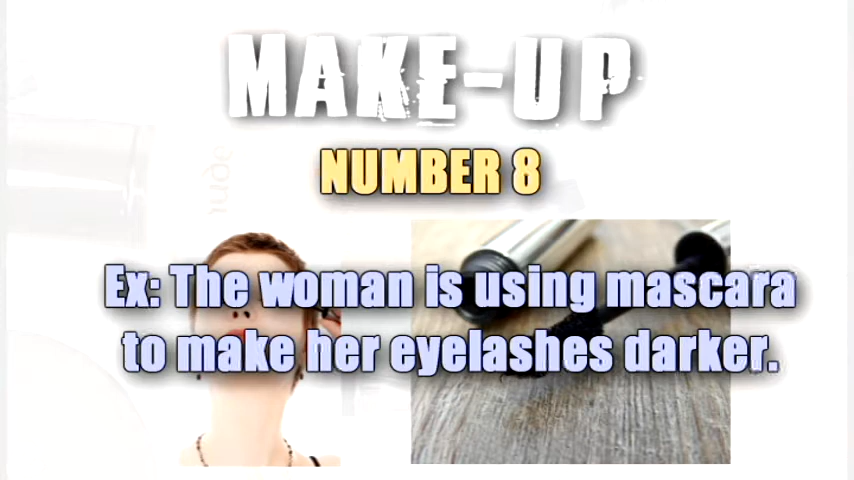 MAKE-UP
NUMBER 8
Ex: The woman is using mascara
to make her eyelashes darker.